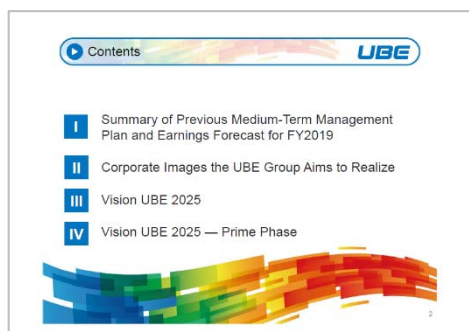 Contents
UBE
I
Summary of Previous Medium-Term Management
Plan and Earnings Forecast for FY2019
II
Corporate Images the UBE Group Aims to Realize
III
Vision UBE 2025
IV
Vision UBE 2025 — Prime Phase
2